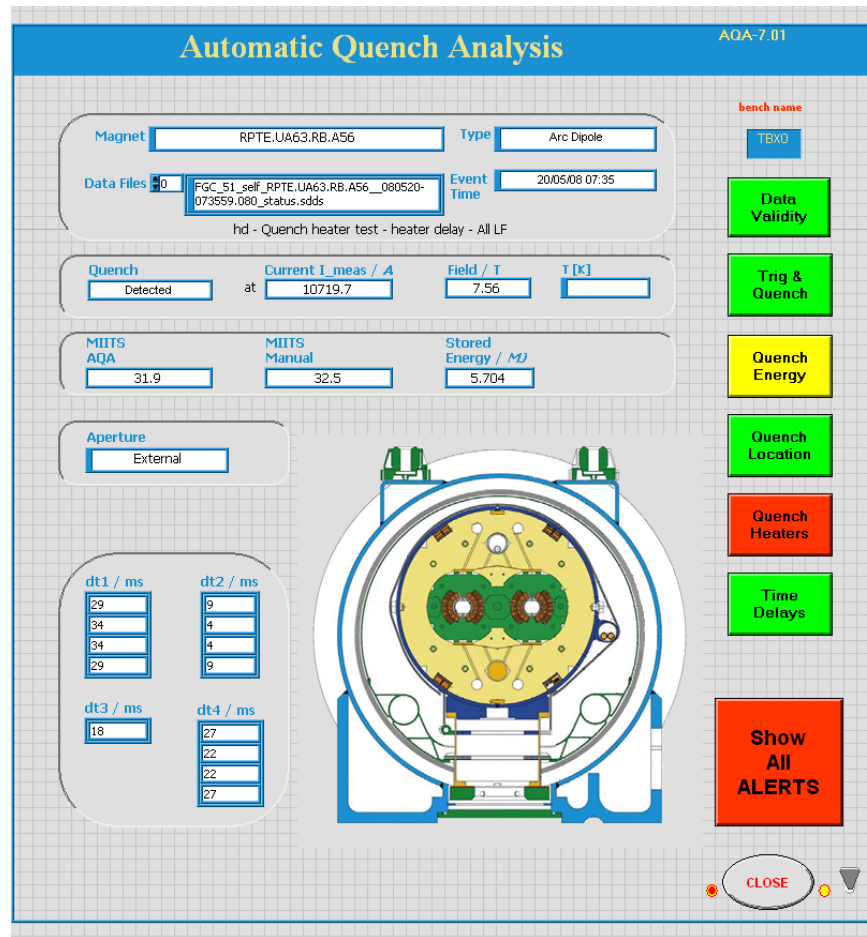 Automatic Quench Analysis
AQA-7.01
bench name
TBX0
Magnet RPTE.UA63.RB.A56 Type Arc Dipole
Data Files 0 FGC_51_self_RPTE.UA63.RB.A56__080520-
073559.080_status.sdds
Event
Time
20/05/08 07:35
hd - Quench heater test - heater delay - All LF
Quench
Detected
at
Current I_meas / A
10719.7
Field / T
7.56
T [K]
MIITS
AQA
31.9
MIITS
Manual
32.5
Stored
Energy / MJ
5.704
Aperture
External
dt1 / ms
29
34
34
29
dt2 / ms
9
4
4
9
dt3 / ms
18
dt4 / ms
27
22
22
27
Data
Validity
Trig &
Quench
Quench
Energy
Quench
Location
Quench
Heaters
Time
Delays
Show
All
ALERTS
CLOSE